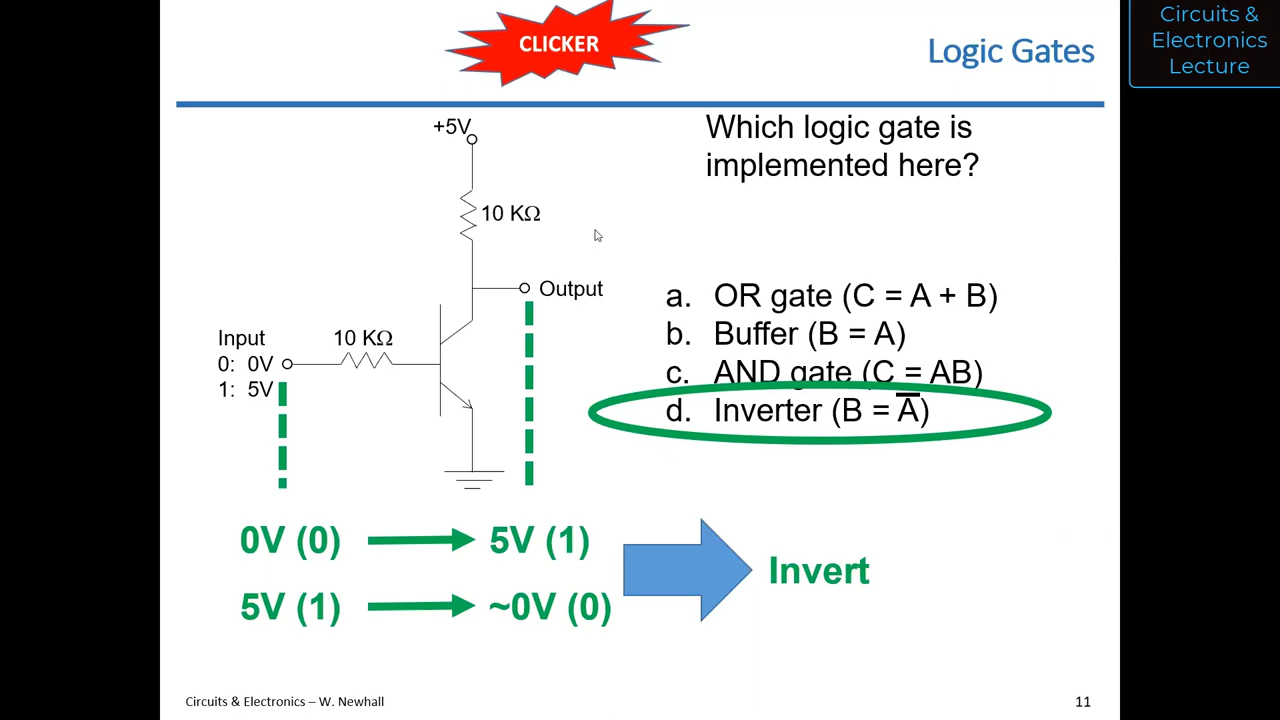 CLICKER
Logic Gates
Circuits &
Electronics
Lecture
Which logic gate is
implemented here?
+5V
10 KΩ
Output
Input
0: 0V
1: 5V
10 KΩ
a. OR gate (C = A + B)
b. Buffer (B = A)
c. AND gate (C = AB)
d. Inverter (B = A̅)
0V (0) → 5V (1)
5V (1) → ~0V (0)
Invert
Circuits & Electronics – W. Newhall
11